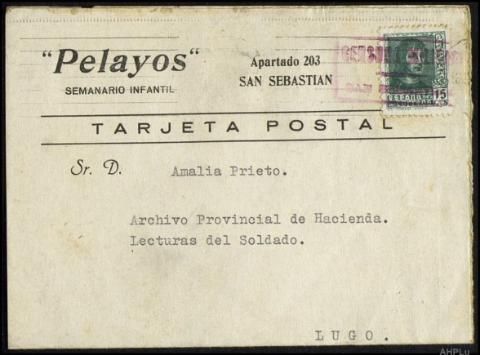 "Pelayos"
SEMANARIO INFANTIL
Apartado 203
SAN SEBASTIAN
15
TARJETA POSTAL
Sr. D. Amalia Prieto.
Archivo Provincial de Hacienda.
Lecturas del Soldado.
LUGO.
AHPLu